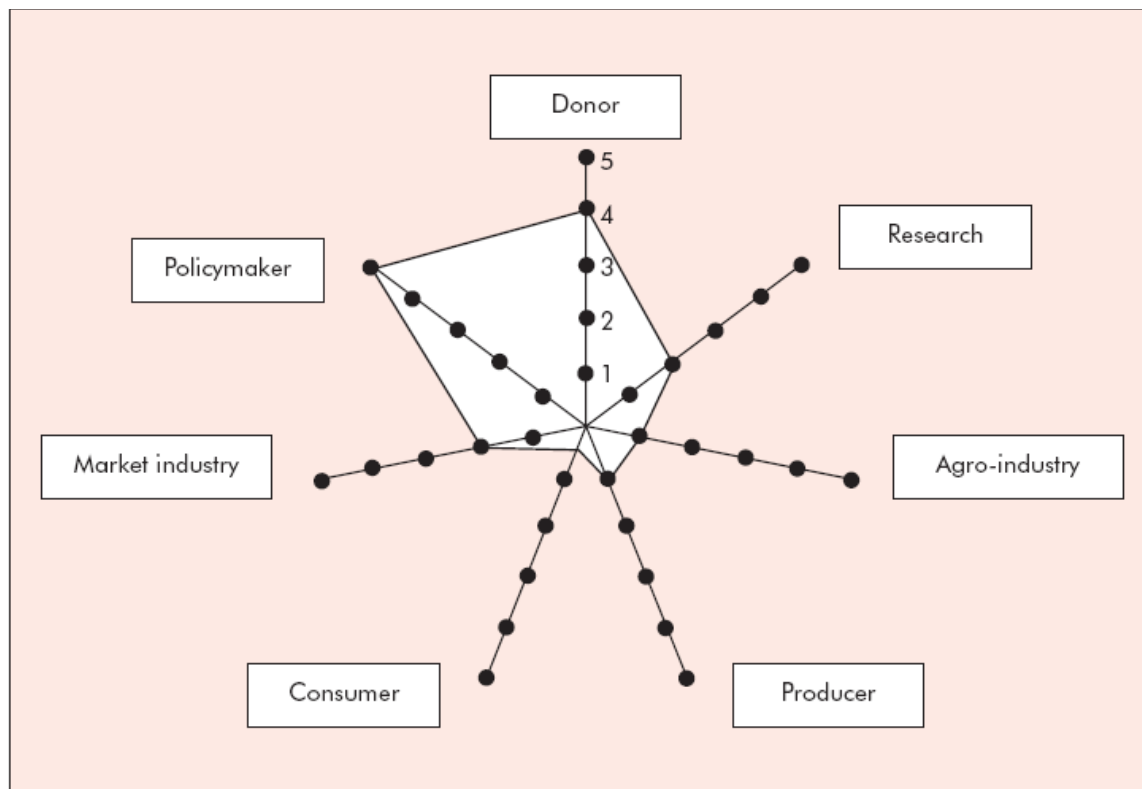 Donor
5
4
3
2
1
Research
Policymaker
Market industry
Agro-industry
Consumer
Producer